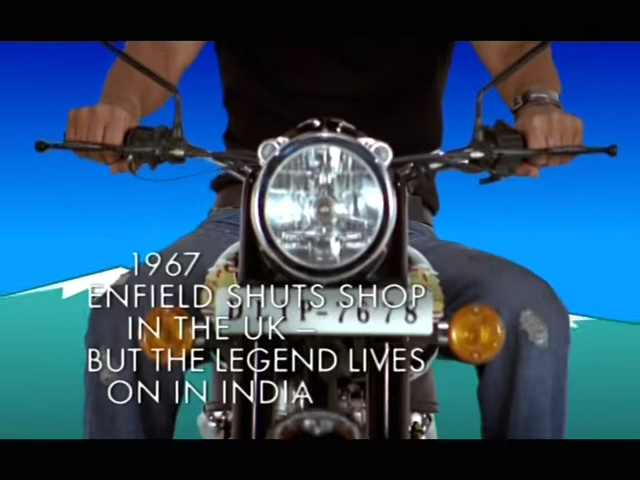 1967
ENFIELD SHUTS SHOP
IN THE UK –
BUT THE LEGEND LIVES
ON IN INDIA